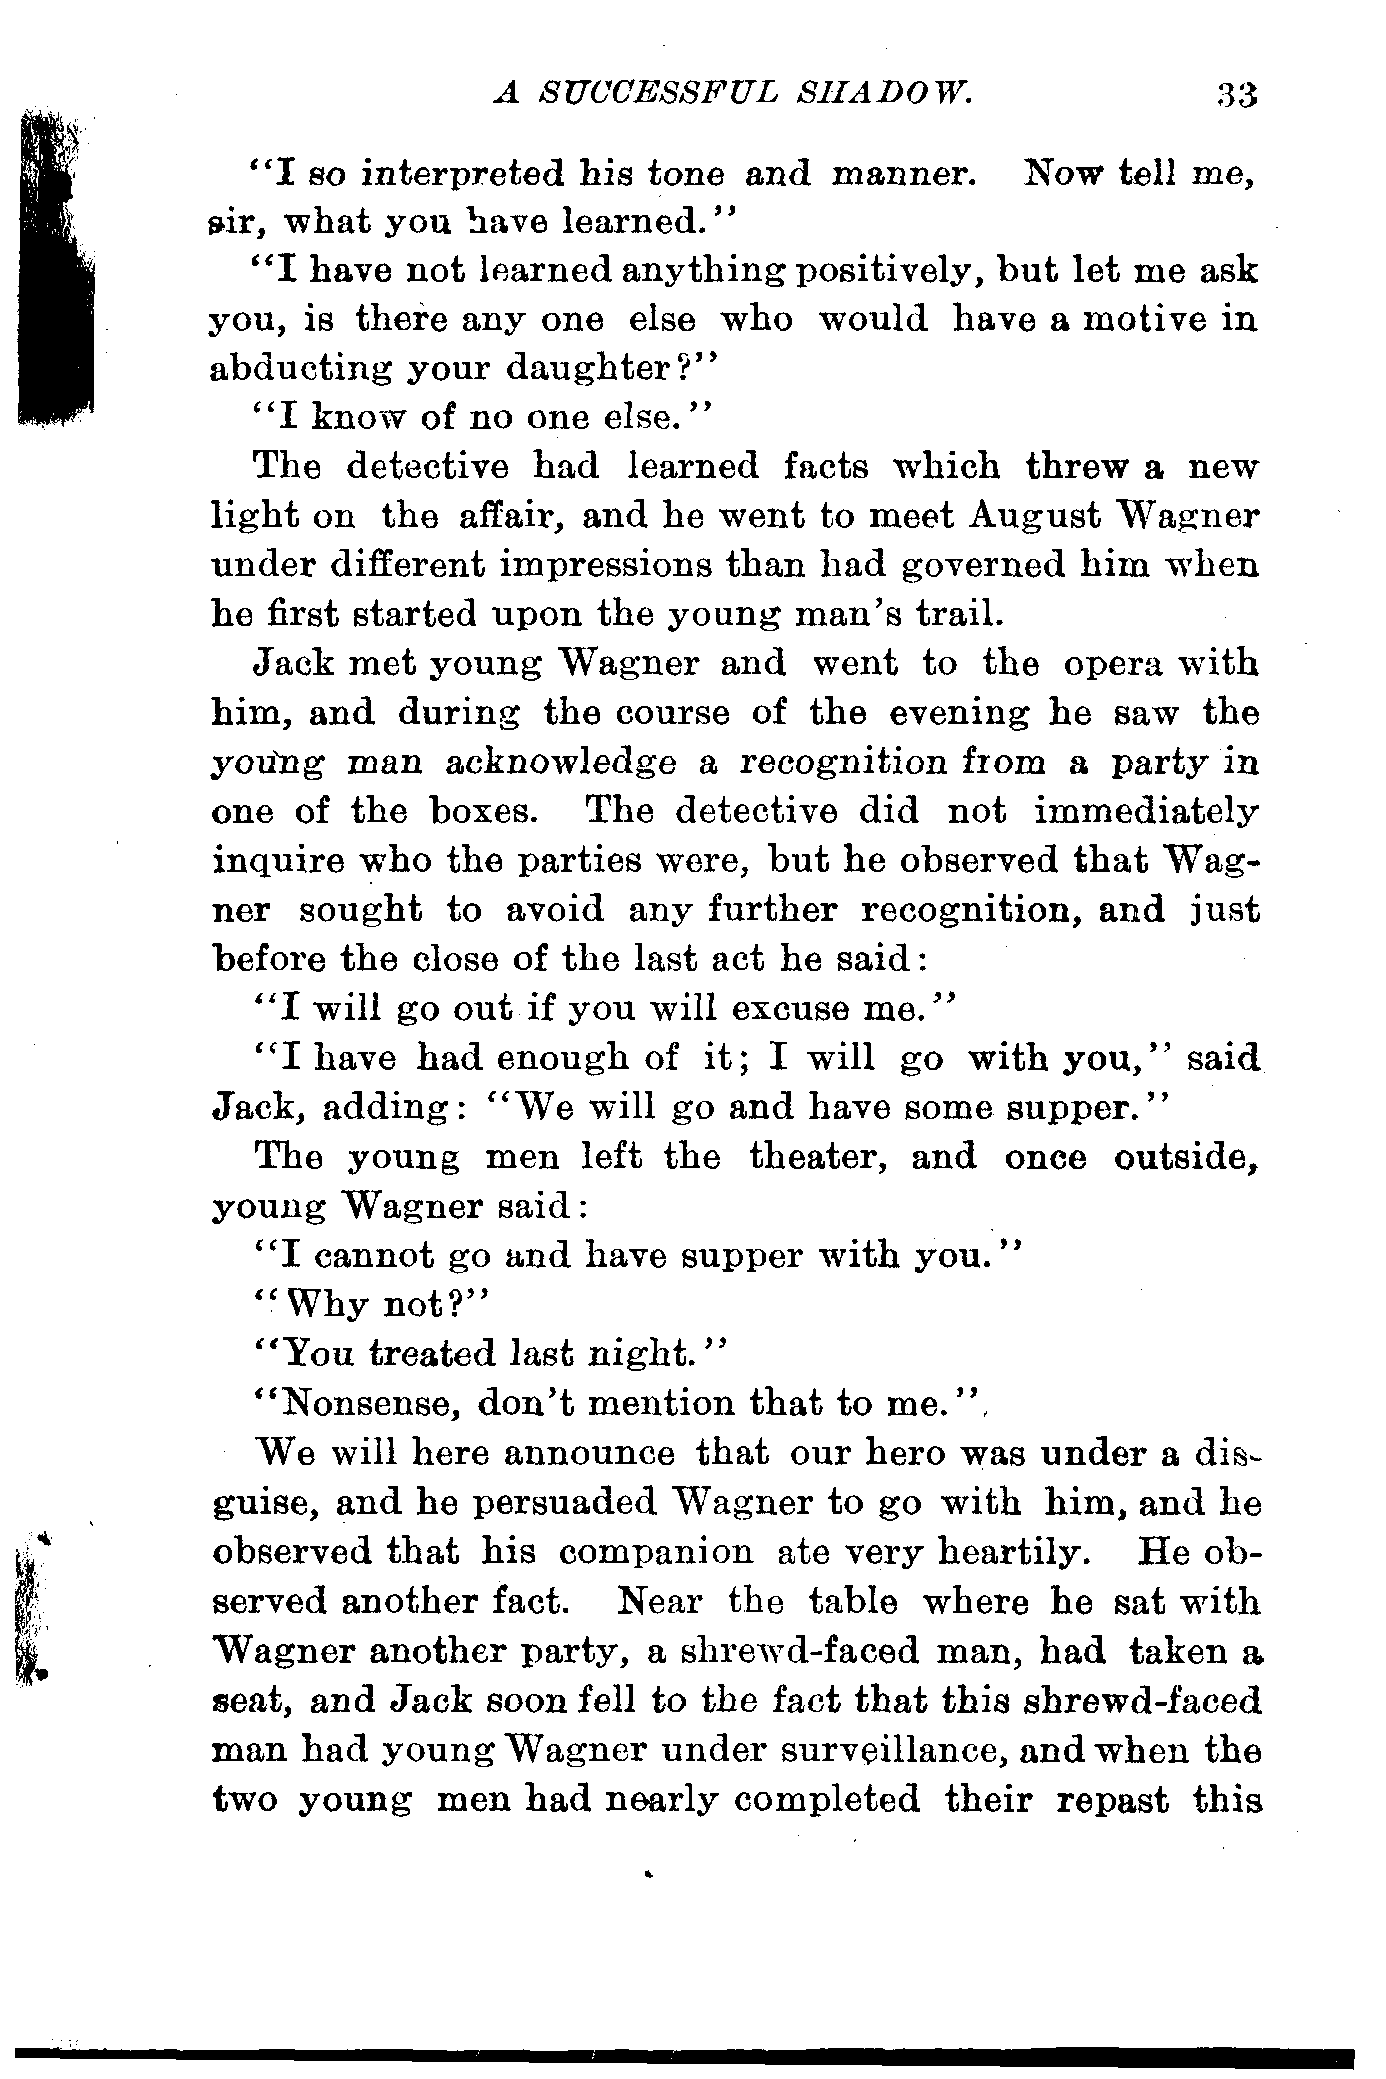 A SUCCESSFUL SHADOW. 33
"I so interpreted his tone and manner. Now tell me,
sir, what you have learned."
"I have not learned anything positively, but let me ask
you, is there any one else who would have a motive in
abducting your daughter?"
"I know of no one else."
The detective had learned facts which threw a new
light on the affair, and he went to meet August Wagner
under different impressions than had governed him when
he first started upon the young man's trail.
Jack met young Wagner and went to the opera with
him, and during the course of the evening he saw the
young man acknowledge a recognition from a party in
one of the boxes. The detective did not immediately
inquire who the parties were, but he observed that Wag-
ner sought to avoid any further recognition, and just
before the close of the last act he said:
"I will go out if you will excuse me."
"I have had enough of it; I will go with you," said
Jack, adding: "We will go and have some supper."
The young men left the theater, and once outside,
young Wagner said:
"I cannot go and have supper with you."
"Why not?"
"You treated last night."
"Nonsense, don't mention that to me."
We will here announce that our hero was under a dis-
guise, and he persuaded Wagner to go with him, and he
observed that his companion ate very heartily. He ob-
served another fact. Near the table where he sat with
Wagner another party, a shrewd-faced man, had taken a
seat, and Jack soon fell to the fact that this shrewd-faced
man had young Wagner under surveillance, and when the
two young men had nearly completed their repast this